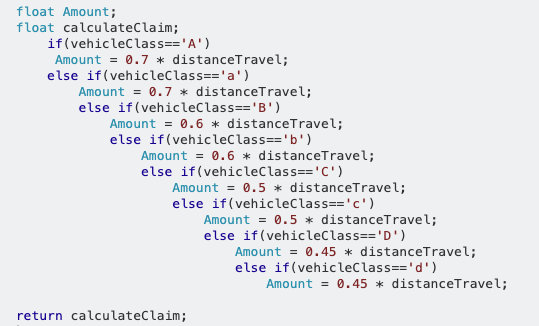 float Amount;
float calculateClaim;
if(vehicleClass=='A')
Amount = 0.7 * distanceTravel;
else if(vehicleClass=='a')
Amount = 0.7 * distanceTravel;
else if(vehicleClass=='B')
Amount = 0.6 * distanceTravel;
else if(vehicleClass=='b')
Amount = 0.6 * distanceTravel;
else if(vehicleClass=='C')
Amount = 0.5 * distanceTravel;
else if(vehicleClass=='c')
Amount = 0.5 * distanceTravel;
else if(vehicleClass=='D')
Amount = 0.45 * distanceTravel;
else if(vehicleClass=='d')
Amount = 0.45 * distanceTravel;
return calculateClaim;